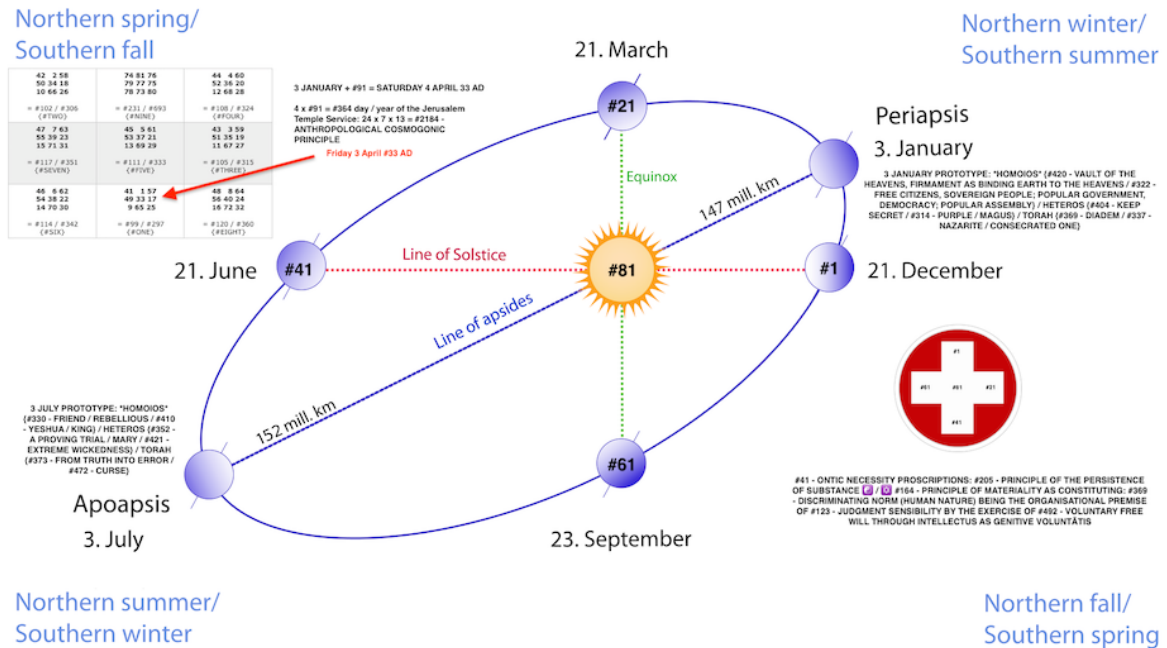 Northern spring/
Southern fall
Northern winter/
Southern summer
21. March
42 2 58
50 34 18
10 66 26
= #102 / #306
{#TWO}
74 81 76
79 77 75
78 73 80
= #231 / #693
{#NINE}
44 4 60
52 36 20
12 68 28
= #108 / #324
{#FOUR}
47 7 63
55 39 23
15 71 31
= #117 / #351
{#SEVEN}
45 5 61
53 37 21
13 69 29
= #111 / #333
{#FIVE}
43 3 59
51 35 19
11 67 27
= #105 / #315
{#THREE}
46 6 62
54 38 22
14 70 30
= #114 / #342
{#SIX}
41 1 57
49 33 17
9 65 25
= #99 / #297
{#ONE}
48 8 64
56 40 24
16 72 32
= #120 / #360
{#EIGHT}
3 JANUARY + #91 = SATURDAY 4 APRIL 33 AD
4 x #91 = #364 day / year of the Jerusalem
Temple Service: 24 x 7 x 13 = #2184 -
ANTHROPOLOGICAL COSMOGONIC
PRINCIPLE
Friday 3 April #33 AD
#21
Periapsis
3. January
3 JANUARY PROTOTYPE: *HOMOIOS* {#420 - VAULT OF THE
HEAVENS, FIRMAMENT AS BINDING EARTH TO THE HEAVENS / #322 -
FREE CITIZENS, SOVEREIGN PEOPLE; POPULAR GOVERNMENT,
DEMOCRACY; POPULAR ASSEMBLY} / HETEROS {#404 - KEEP
SECRET / #314 - PURPLE / MAGUS} / TORAH {#369 - DIADEM / #337 -
NAZARITE / CONSECRATED ONE}
Equinox
147 mill. km
Line of Solstice
21. June
#41
#81
#1
21. December
Line of apsides
152 mill. km
#1
#61
#81
#21
#41
3 JULY PROTOTYPE: *HOMOIOS*
{#330 - FRIEND / REBELLIOUS / #410
- YESHUA / KING} / HETEROS {#352 -
A PROVING TRIAL / MARY / #421 -
EXTREME WICKEDNESS} / TORAH
{#373 - FROM TRUTH INTO ERROR /
#472 - CURSE}
#61
Apoapsis
3. July
23. September
#41 - ONTIC NECESSITY PROSCRIPTIONS: #205 - PRINCIPLE OF THE PERSISTENCE
OF SUBSTANCE / #164 - PRINCIPLE OF MATERIALITY AS CONSTITUTING: #369
- DISCRIMINATING NORM (HUMAN NATURE) BEING THE ORGANISATIONAL PREMISE
OF #123 - JUDGMENT SENSIBILITY BY THE EXERCISE OF #492 - VOLUNTARY FREE
WILL THROUGH INTELLECTUS AS GENITIVE VOLUNTĀTIS
Northern summer/
Southern winter
Northern fall/
Southern spring